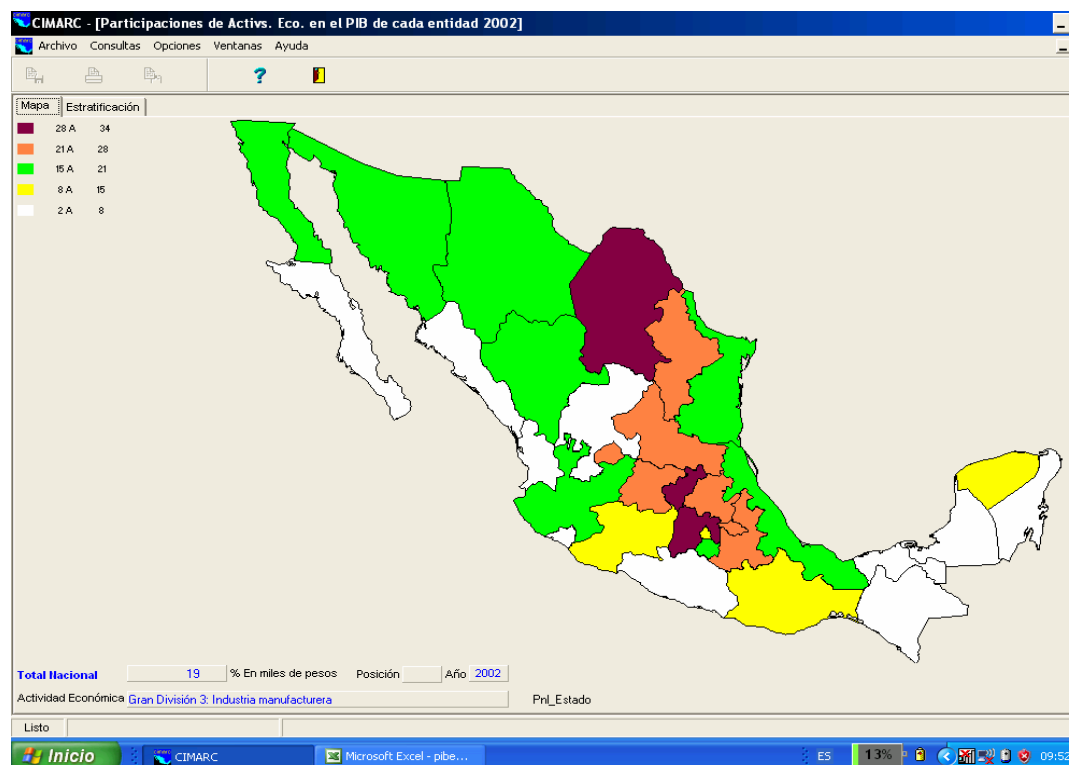 CIMARC - [Participaciones de Activs. Eco. en el PIB de cada entidad 2002]
Archivo Consultas Opciones Ventanas Ayuda
?
Mapa Estratificación
28 A 34
21 A 28
15 A 21
8 A 15
2 A 8
Total Nacional 19 % En miles de pesos Posición Año 2002
Actividad Económica Gran División 3: Industria manufacturera Pnl_Estado
Listo
Inicio CIMARC Microsoft Excel - pibe... ES 13% 09:52